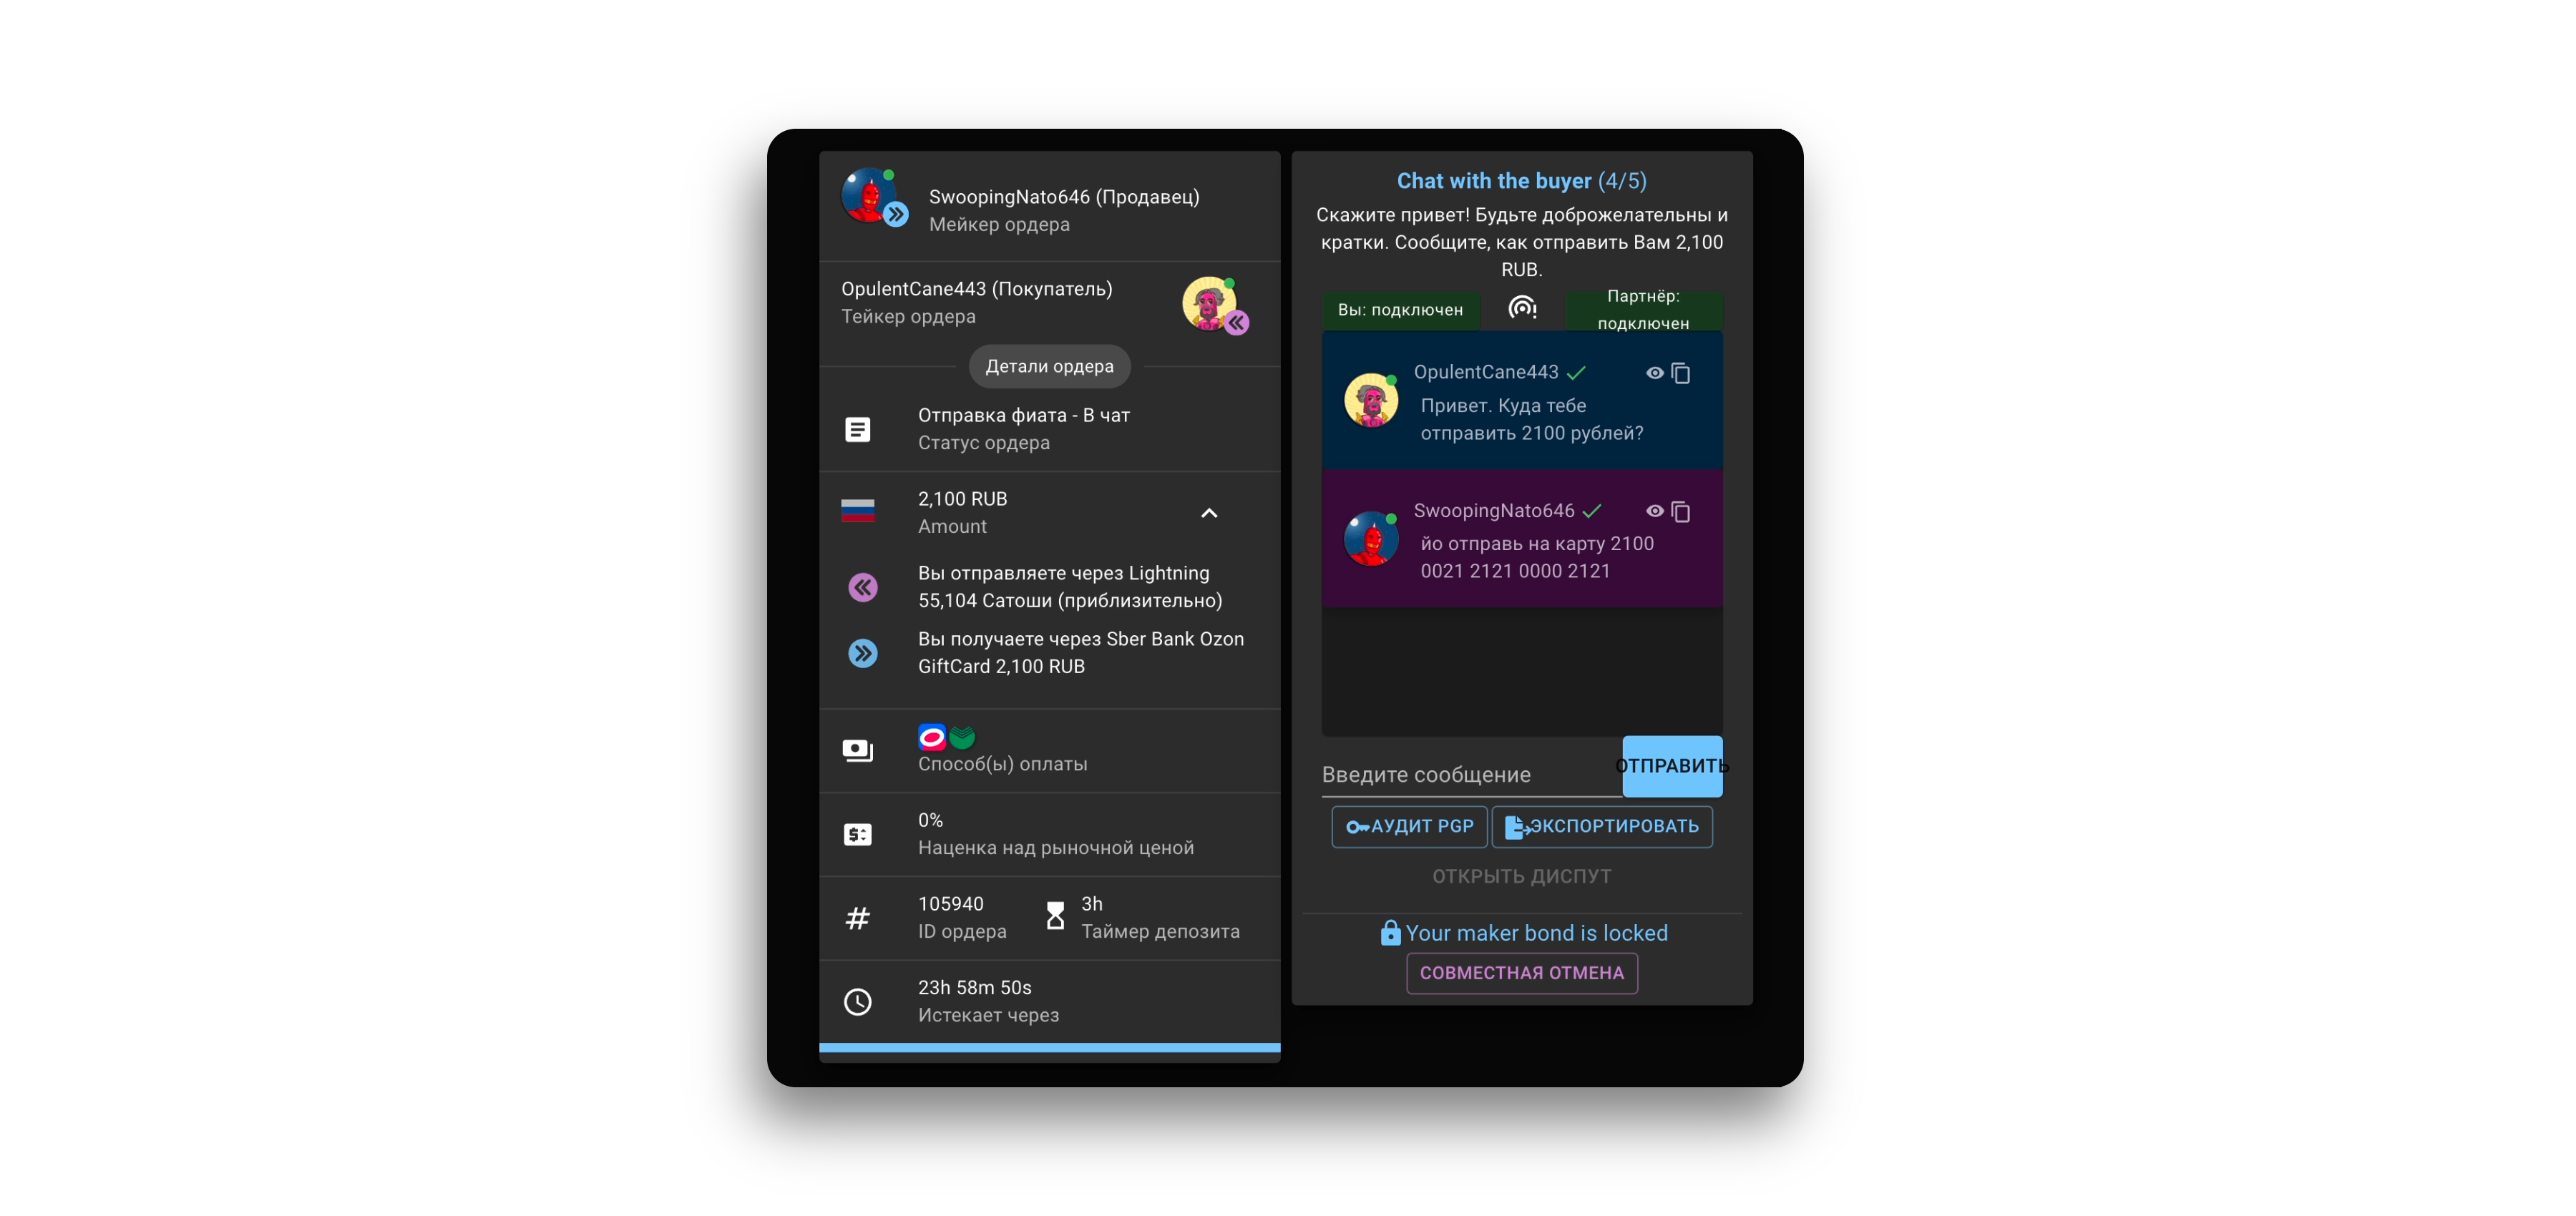 SwoopingNato646 (Продавец)
Мейкер ордера
OpulentCane443 (Покупатель)
Тейкер ордера
Детали ордера
Отправка фиата - В чат
Статус ордера
2,100 RUB
Amount
Вы отправляете через Lightning
55,104 Сатоши (приблизительно)
Вы получаете через Sber Bank Ozon
GiftCard 2,100 RUB
Способ(ы) оплаты
0%
Наценка над рыночной ценой
105940
ID ордера
3h
Таймер депозита
23h 58m 50s
Истекает через
Chat with the buyer (4/5)
Скажите привет! Будьте доброжелательны и
кратки. Сообщите, как отправить Вам 2,100
RUB.
Вы: подключен
Партнёр:
подключен
OpulentCane443
Привет. Куда тебе
отправить 2100 рублей?
SwoopingNato646
йо отправь на карту 2100
0021 2121 0000 2121
Введите сообщение
ОТПРАВИТЬ
АУДИТ PGP
ЭКСПОРТИРОВАТЬ
ОТКРЫТЬ ДИСПУТ
Your maker bond is locked
СОВМЕСТНАЯ ОТМЕНА